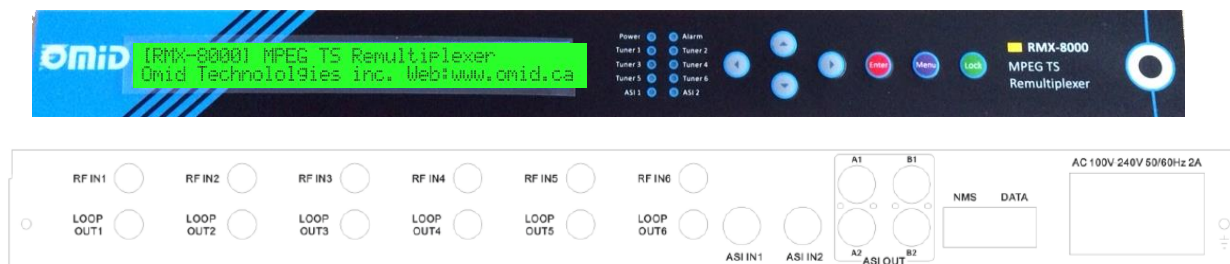 OMiD
[RMX-8000] MPEG TS Remultiplexer
Omid Technolol9ies inc. Web:www.omid.ca
Power Alarm
Tuner 1 Tuner 2
Tuner 3 Tuner 4
Tuner 5 Tuner 6
ASI 1 ASI 2
Enter Menu Lock
RMX-8000
MPEG TS
Remultiplexer
RF IN1 RF IN2 RF IN3 RF IN4 RF IN5 RF IN6
LOOP OUT1
LOOP OUT2
LOOP OUT3
LOOP OUT4
LOOP OUT5
LOOP OUT6
ASI IN1 ASI IN2
A1 B1
A2 B2
ASI OUT
NMS DATA
AC 100V 240V 50/60Hz 2A